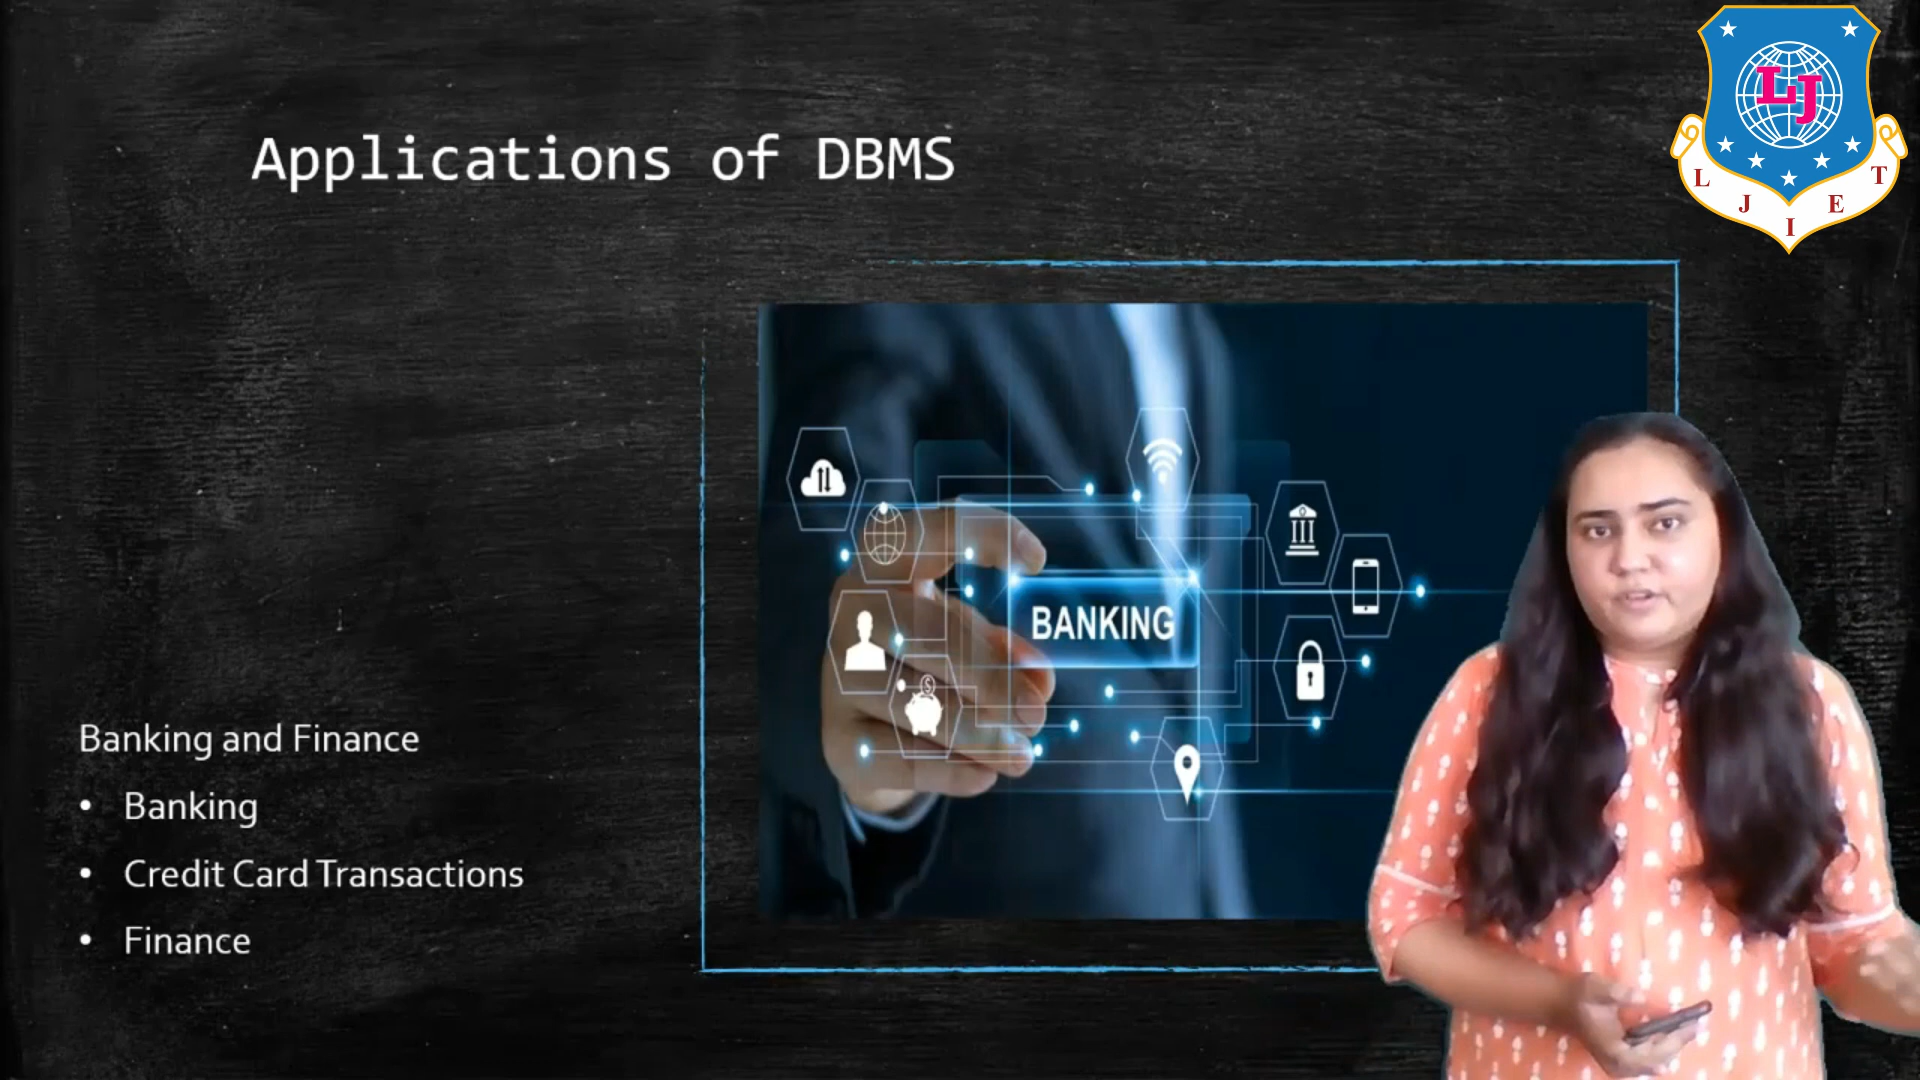 LJ
L J I E T
Applications of DBMS
BANKING
Banking and Finance
• Banking
• Credit Card Transactions
• Finance